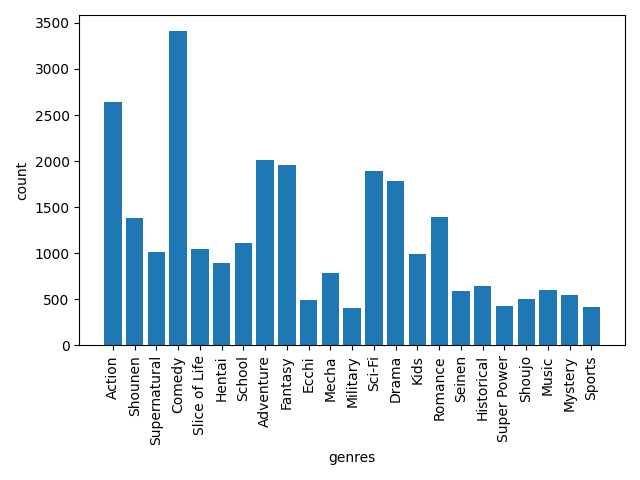 3500
3000
2500
2000
1500
1000
500
0
count
Action
Shounen
Supernatural
Comedy
Slice of Life
Hentai
School
Adventure
Fantasy
Ecchi
Mecha
Military
Sci-Fi
Drama
Kids
Romance
Seinen
Historical
Super Power
Shoujo
Music
Mystery
Sports
genres